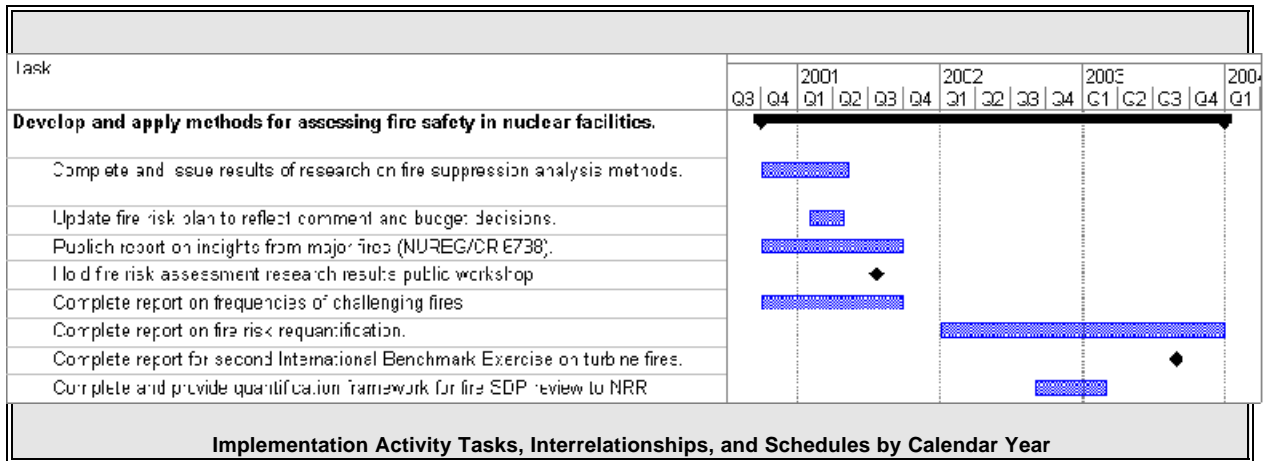 Task
2001 2002 2003 2004
Q3 Q4 Q1 Q2 Q3 Q4 Q1 Q2 Q3 Q4 Q1 Q2 Q3 Q4 Q1
Develop and apply methods for assessing fire safety in nuclear facilities.
Complete and issue results of research on fire suppression analysis methods.
Update fire risk plan to reflect comment and budget decisions.
Publish report on insights from major fires (NUREG/CR 6738).
Hold fire risk assessment research results public workshop
Complete report on frequencies of challenging fires
Complete report on fire risk requantification.
Complete report for second International Benchmark Exercise on turbine fires.
Complete and provide quantification framework for fire SDP review to NRR
Implementation Activity Tasks, Interrelationships, and Schedules by Calendar Year